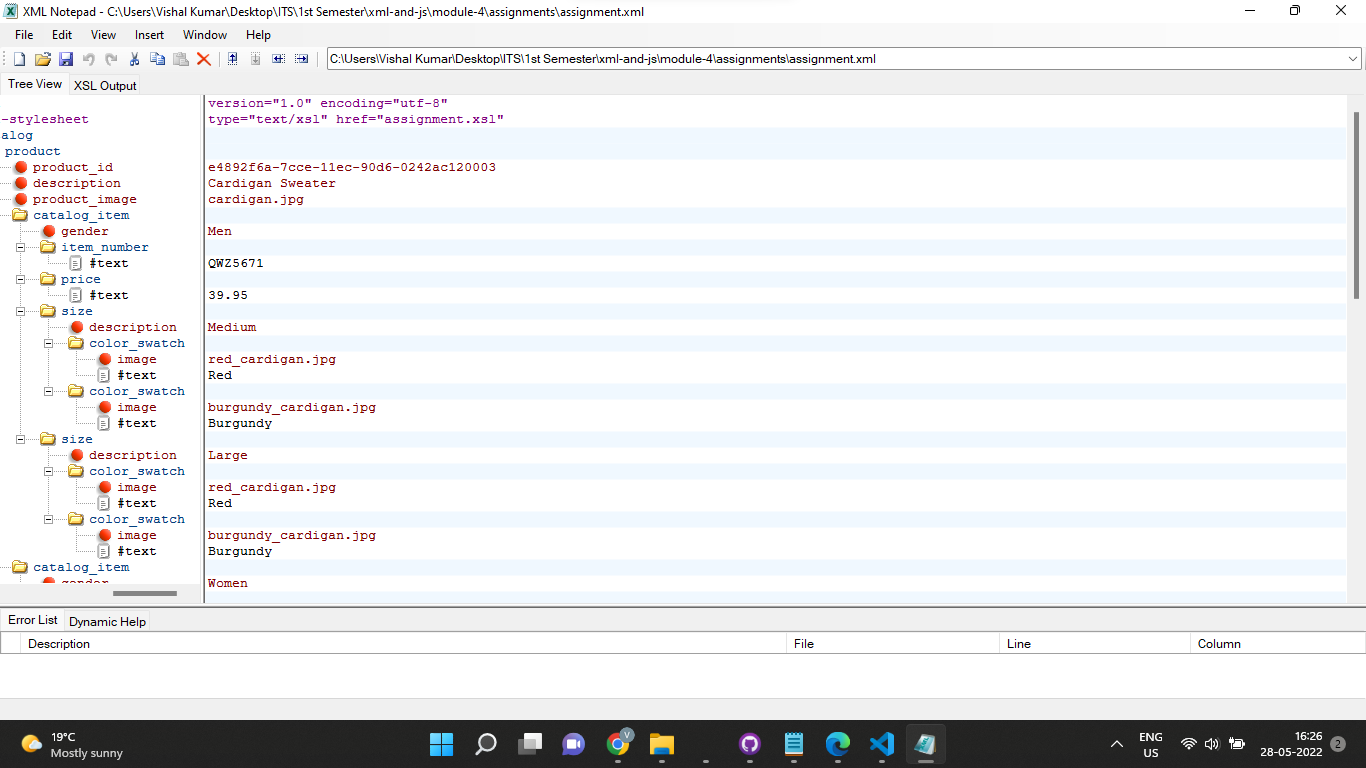 XML Notepad - C:\Users\Vishal Kumar\Desktop\ITS\1st Semester\xml-and-js\module-4\assignments\assignment.xml
File Edit View Insert Window Help
C:\Users\Vishal Kumar\Desktop\ITS\1st Semester\xml-and-js\module-4\assignments\assignment.xml
Tree View XSL Output
version="1.0" encoding="utf-8"
-stylesheet type="text/xsl" href="assignment.xsl"
alog
product
product_id e4892f6a-7cce-11ec-90d6-0242ac120003
description Cardigan Sweater
product_image cardigan.jpg
catalog_item
gender Men
item_number
#text QWZ5671
price
#text 39.95
size
description Medium
color_swatch
image red_cardigan.jpg
#text Red
color_swatch
image burgundy_cardigan.jpg
#text Burgundy
size
description Large
color_swatch
image red_cardigan.jpg
#text Red
color_swatch
image burgundy_cardigan.jpg
#text Burgundy
catalog_item
gender Women
Error List Dynamic Help
Description File Line Column
19°C
Mostly sunny
V
ENG
US
16:26
28-05-2022
2